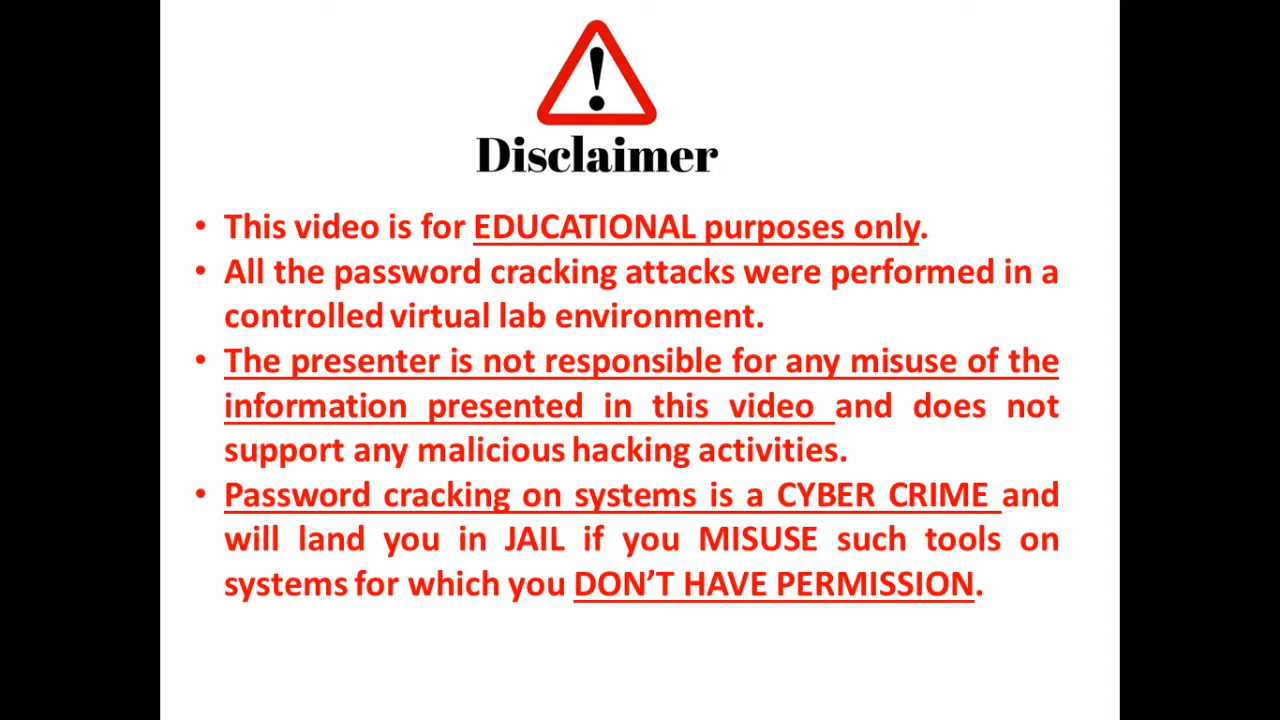 Disclaimer
• This video is for EDUCATIONAL purposes only.
• All the password cracking attacks were performed in a
controlled virtual lab environment.
• The presenter is not responsible for any misuse of the
information presented in this video and does not
support any malicious hacking activities.
• Password cracking on systems is a CYBER CRIME and
will land you in JAIL if you MISUSE such tools on
systems for which you DON’T HAVE PERMISSION.